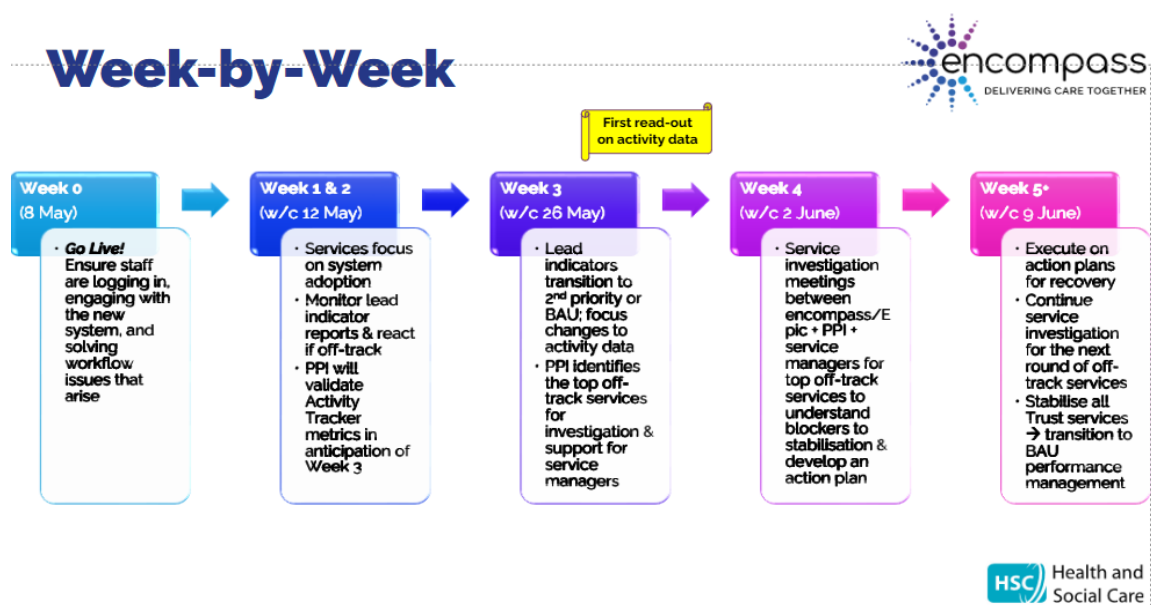 Week-by-Week
encompass
DELIVERING CARE TOGETHER
First read-out
on activity data
Week 0
(8 May)
• Go Live!
Ensure staff
are logging in,
engaging with
the new
system, and
solving
workflow
issues that
arise
Week 1 & 2
(w/c 12 May)
• Services focus
on system
adoption
• Monitor lead
indicator
reports & react
if off-track
• PPI will
validate
Activity
Tracker
metrics in
anticipation of
Week 3
Week 3
(w/c 26 May)
• Lead
indicators
transition to
2nd priority or
BAU; focus
changes to
activity data
• PPI identifies
the top off-
track services
for
investigation &
support for
service
managers
Week 4
(w/c 2 June)
• Service
investigation
meetings
between
encompass/E
pic + PPI +
service
managers for
top off-track
services to
understand
blockers to
stabilisation &
develop an
action plan
Week 5+
(w/c 9 June)
• Execute on
action plans
for recovery
• Continue
service
investigation
for the next
round of off-
track services
• Stabilise all
Trust services
→ transition to
BAU
performance
management
HSC Health and
Social Care